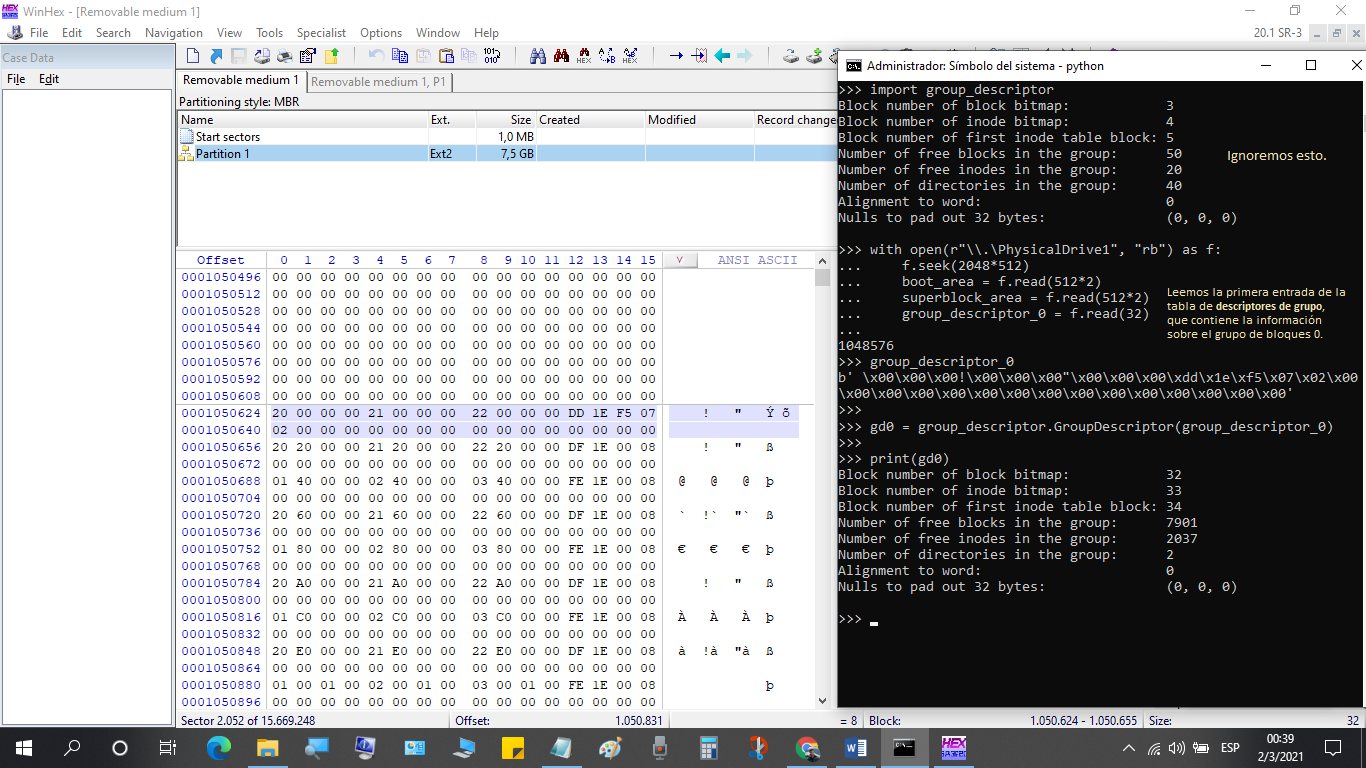 WinHex - [Removable medium 1]
File Edit Search Navigation View Tools Specialist Options Window Help
20.1 SR-3
Case Data
File Edit
Removable medium 1
Removable medium 1, P1
Partitioning style: MBR
Name Ext. Size Created Modified Record change
Start sectors 1,0 MB
Partition 1 Ext2 7,5 GB
Offset 0 1 2 3 4 5 6 7 8 9 10 11 12 13 14 15 ANSI ASCII
0001050496 00 00 00 00 00 00 00 00 00 00 00 00 00 00 00 00
0001050512 00 00 00 00 00 00 00 00 00 00 00 00 00 00 00 00
0001050528 00 00 00 00 00 00 00 00 00 00 00 00 00 00 00 00
0001050544 00 00 00 00 00 00 00 00 00 00 00 00 00 00 00 00
0001050560 00 00 00 00 00 00 00 00 00 00 00 00 00 00 00 00
0001050576 00 00 00 00 00 00 00 00 00 00 00 00 00 00 00 00
0001050592 00 00 00 00 00 00 00 00 00 00 00 00 00 00 00 00
0001050608 00 00 00 00 00 00 00 00 00 00 00 00 00 00 00 00
0001050624 20 00 00 00 21 00 00 00 22 00 00 00 DD 1E F5 07 ! " Ý õ
0001050640 02 00 00 00 00 00 00 00 00 00 00 00 00 00 00 00
0001050656 20 20 00 00 21 20 00 00 22 20 00 00 DF 1E 00 08 ! " ß
0001050672 00 00 00 00 00 00 00 00 00 00 00 00 00 00 00 00
0001050688 01 40 00 00 02 40 00 00 03 40 00 00 FE 1E 00 08 @ @ @ þ
0001050704 00 00 00 00 00 00 00 00 00 00 00 00 00 00 00 00
0001050720 20 60 00 00 21 60 00 00 22 60 00 00 DF 1E 00 08 ` !` "` ß
0001050736 00 00 00 00 00 00 00 00 00 00 00 00 00 00 00 00
0001050752 01 80 00 00 02 80 00 00 03 80 00 00 FE 1E 00 08 € € € þ
0001050768 00 00 00 00 00 00 00 00 00 00 00 00 00 00 00 00
0001050784 20 A0 00 00 21 A0 00 00 22 A0 00 00 DF 1E 00 08 ! " ß
0001050800 00 00 00 00 00 00 00 00 00 00 00 00 00 00 00 00
0001050816 01 C0 00 00 02 C0 00 00 03 C0 00 00 FE 1E 00 08 À À À þ
0001050832 00 00 00 00 00 00 00 00 00 00 00 00 00 00 00 00
0001050848 20 E0 00 00 21 E0 00 00 22 E0 00 00 DF 1E 00 08 à !à "à ß
0001050864 00 00 00 00 00 00 00 00 00 00 00 00 00 00 00 00
0001050880 01 00 01 00 02 00 01 00 03 00 01 00 FE 1E 00 08 þ
0001050896 00 00 00 00 00 00 00 00 00 00 00 00 00 00 00 00
Sector 2.052 of 15.669.248 Offset: 1.050.831 = 8 Block: 1.050.624 - 1.050.655 Size: 32
Administrador: Símbolo del sistema - python
>>> import group_descriptor
Block number of block bitmap: 3
Block number of inode bitmap: 4
Block number of first inode table block: 5
Number of free blocks in the group: 50
Number of free inodes in the group: 20
Number of directories in the group: 40
Alignment to word: 0
Nulls to pad out 32 bytes: (0, 0, 0)
Ignoremos esto.
>>> with open(r"\\.\PhysicalDrive1", "rb") as f:
... f.seek(2048*512)
... boot_area = f.read(512*2)
... superblock_area = f.read(512*2)
... group_descriptor_0 = f.read(32)
...
1048576
Leemos la primera entrada de la
tabla de descriptores de grupo,
que contiene la información
sobre el grupo de bloques 0.
>>> group_descriptor_0
b' \x00\x00\x00!\x00\x00\x00"\x00\x00\x00\xdd\x1e\xf5\x07\x02\x00
\x00\x00\x00\x00\x00\x00\x00\x00\x00\x00\x00\x00\x00\x00'
>>>
>>> gd0 = group_descriptor.GroupDescriptor(group_descriptor_0)
>>>
>>> print(gd0)
Block number of block bitmap: 32
Block number of inode bitmap: 33
Block number of first inode table block: 34
Number of free blocks in the group: 7901
Number of free inodes in the group: 2037
Number of directories in the group: 2
Alignment to word: 0
Nulls to pad out 32 bytes: (0, 0, 0)
>>>
ESP
00:39
2/3/2021